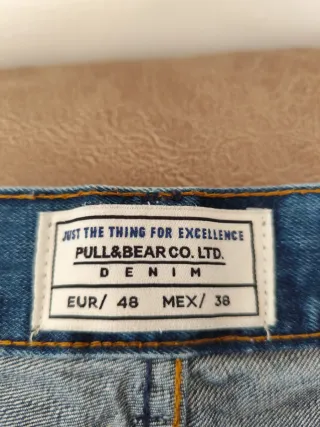 JUST THE THING FOR EXCELLENCE
PULL&BEAR CO. LTD.
DENIM
EUR/ 48 MEX/ 38